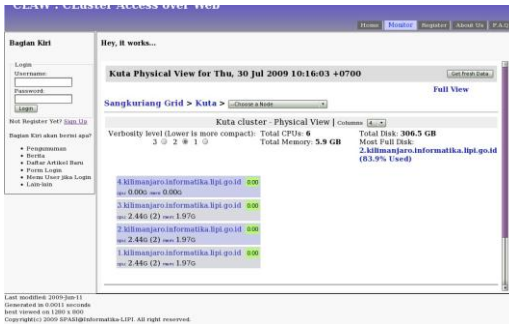 CLAW : CLuster Access over Web
Home Monitor Register About Us F.A.Q
Bagian Kiri
Hey, it works...
Login
Username:
Password:
Login
Not Register Yet? Sign Up
Bagian Kiri akan berisi apa?
Pengumuman
Berita
Daftar Artikel Baru
Form Login
Menu User jika Login
Lain-lain
Kuta Physical View for Thu, 30 Jul 2009 10:16:03 +0700
Get Fresh Data
Full View
Sangkuriang Grid > Kuta > --Choose a Node
Kuta cluster - Physical View | Columns 4
Verbosity level (Lower is more compact):
3 2 1
Total CPUs: 6
Total Memory: 5.9 GB
Total Disk: 306.5 GB
Most Full Disk:
2.kilimanjaro.informatika.lipi.go.id
(83.9% Used)
4.kilimanjaro.informatika.lipi.go.id 0.00
cpu: 0.00G mem: 0.00G
3.kilimanjaro.informatika.lipi.go.id 0.00
cpu: 2.44G (2) mem: 1.97G
2.kilimanjaro.informatika.lipi.go.id 0.00
cpu: 2.44G (2) mem: 1.97G
1.kilimanjaro.informatika.lipi.go.id 0.00
cpu: 2.44G (2) mem: 1.97G
Last modified: 2009-Jun-11
Generated in 0.0011 seconds
best viewed on 1280 x 800
Copyright(c) 2009 SPASI@Informatika-LIPI. All right reserved.